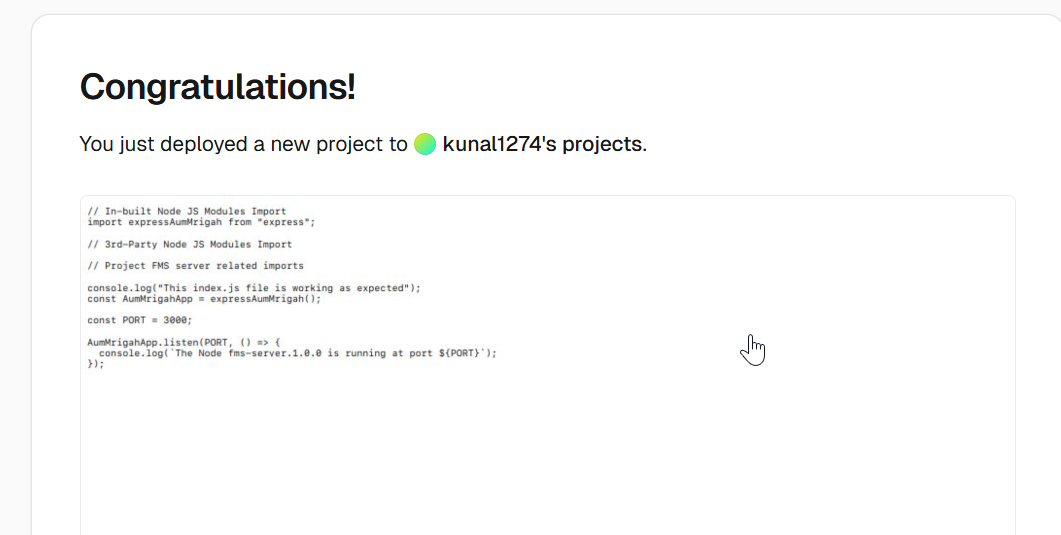 Congratulations!
You just deployed a new project to kunal1274's projects.
// In-built Node JS Modules Import
import expressAumMrigah from "express";
// 3rd-Party Node JS Modules Import
// Project FMS server related imports
console.log("This index.js file is working as expected");
const AumMrigahApp = expressAumMrigah();
const PORT = 3000;
AumMrigahApp.listen(PORT, () => {
  console.log(`The Node fms-server.1.0.0 is running at port ${PORT}`);
});